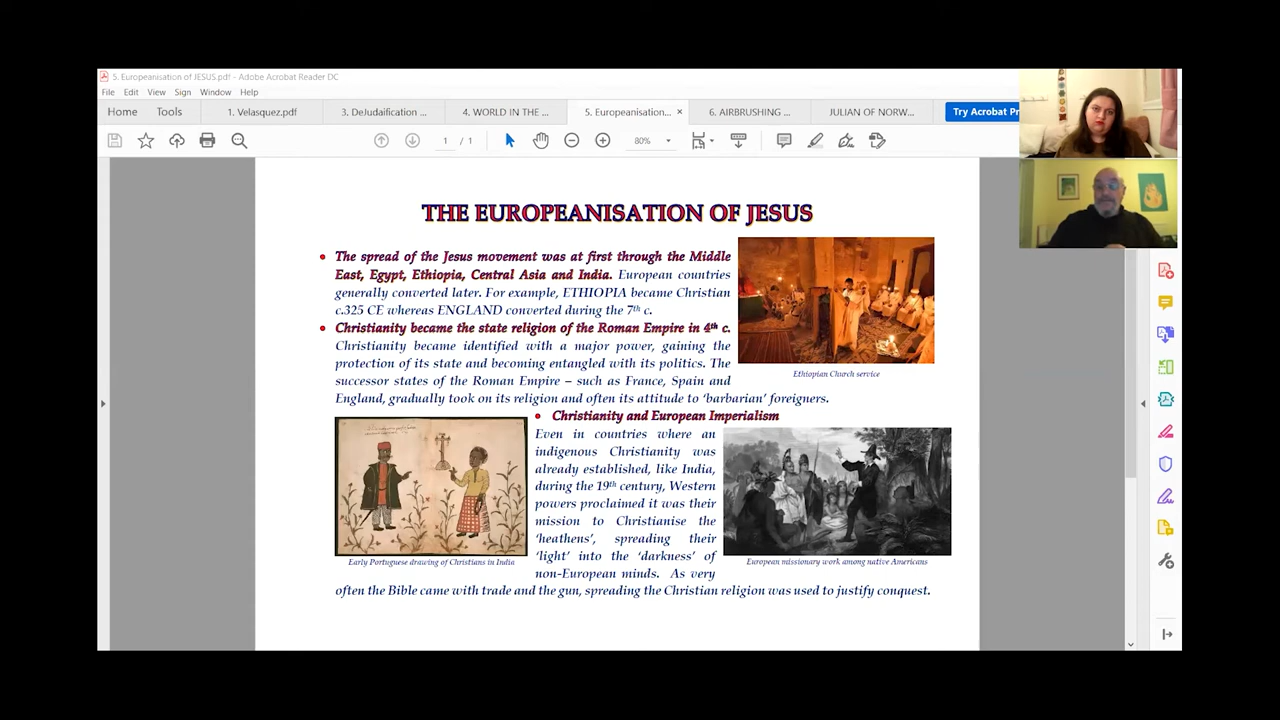 5. Europeanisation of JESUS.pdf - Adobe Acrobat Reader DC
File Edit View Sign Window Help
Home Tools 1. Velasquez.pdf 3. DeJudaification ... 4. WORLD IN THE ... 5. Europeanisation... × 6. AIRBRUSHING ... JULIAN OF NORW... Try Acrobat Pr
1 / 1 80%
THE EUROPEANISATION OF JESUS
• The spread of the Jesus movement was at first through the Middle
East, Egypt, Ethiopia, Central Asia and India. European countries
generally converted later. For example, ETHIOPIA became Christian
c.325 CE whereas ENGLAND converted during the 7th c.
• Christianity became the state religion of the Roman Empire in 4th c.
Christianity became identified with a major power, gaining the
protection of its state and becoming entangled with its politics. The
successor states of the Roman Empire – such as France, Spain and
England, gradually took on its religion and often its attitude to ‘barbarian’ foreigners.
Ethiopian Church service
• Christianity and European Imperialism
Even in countries where an
indigenous Christianity was
already established, like India,
during the 19th century, Western
powers proclaimed it was their
mission to Christianise the
‘heathens’, spreading their
‘light’ into the ‘darkness’ of
non-European minds. As very
often the Bible came with trade and the gun, spreading the Christian religion was used to justify conquest.
Early Portuguese drawing of Christians in India
European missionary work among native Americans